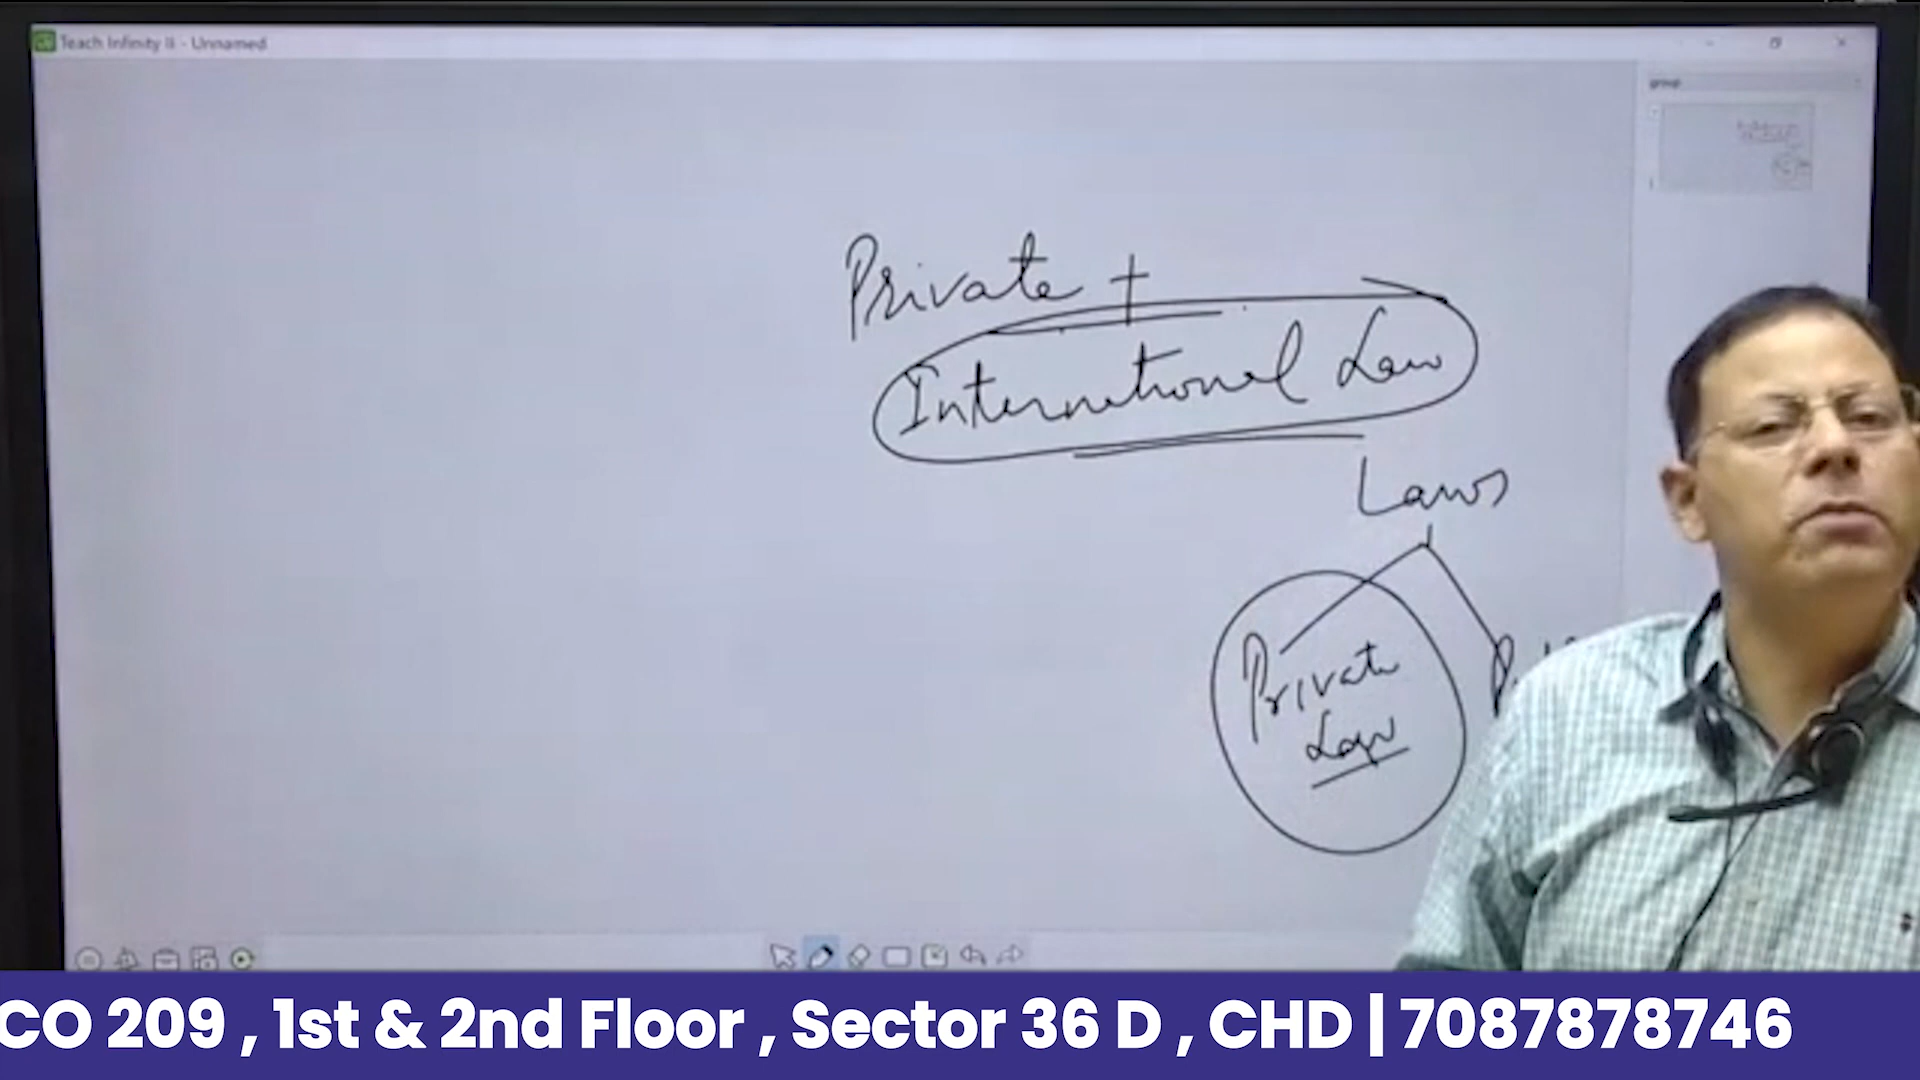 Teach Infinity II - Unnamed
group
Private +
International Law
Laws
Private
Law
CO 209 , 1st & 2nd Floor , Sector 36 D , CHD | 7087878746